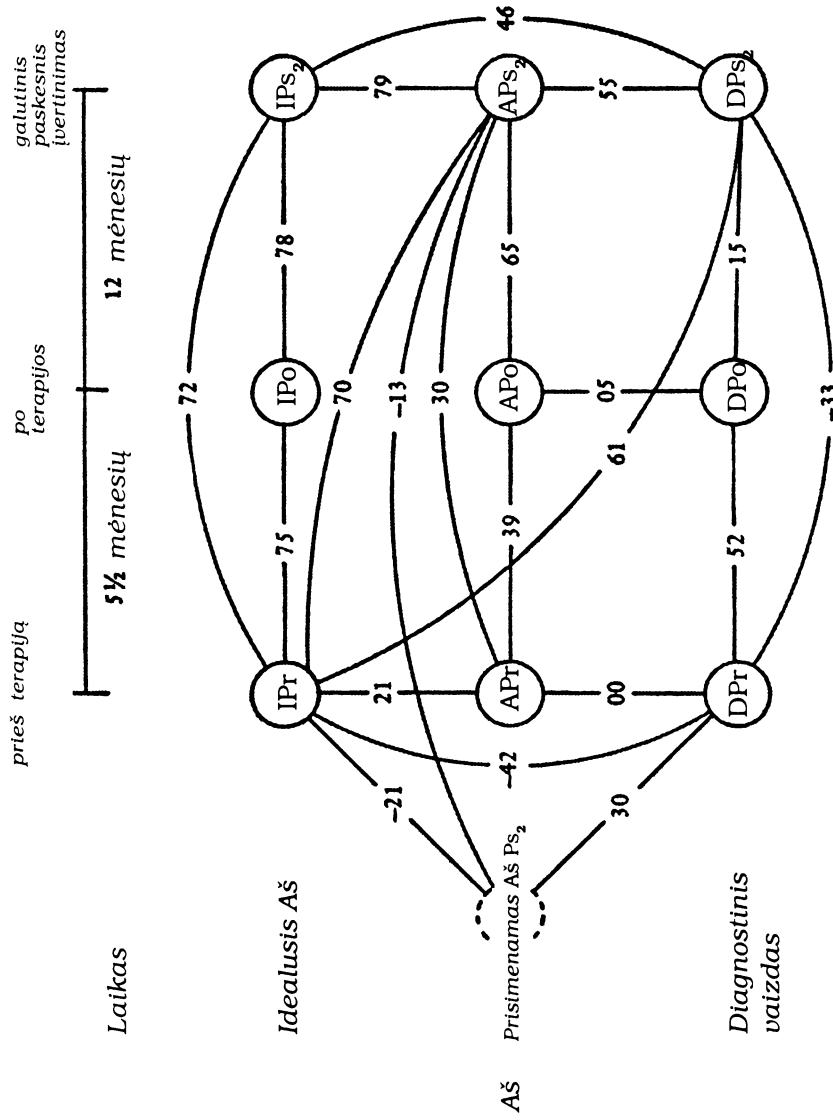 Laikas
prieš terapiją
5½ mėnesių
po
terapijos
12 mėnesių
galutinis
paskesnis
įvertinimas
72
Idealusis Aš
IPr
75
IPo
78
IPs₂
-21
21
70
79
-13
30
46
Aš
Prisimenamas Aš Ps₂
-42
APr
39
APo
65
APs₂
30
00
61
05
55
Diagnostinis
vaizdas
DPr
52
DPo
15
DPs₂
-33